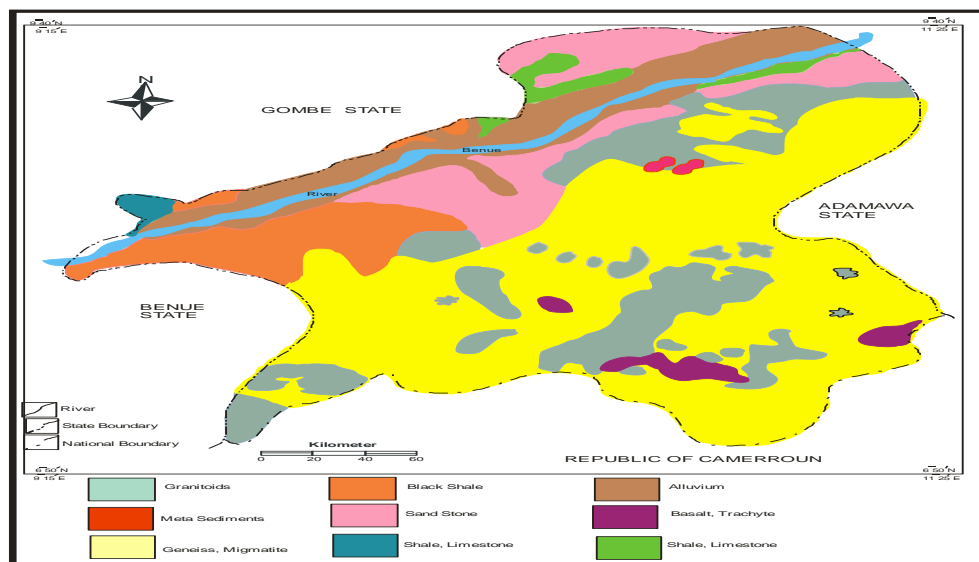 9 40 N
9 15 E
9 40 N
11 25 E
N
GOMBE STATE
Benue
River
ADAMAWA
STATE
BENUE
STATE
River
State Boundary
National Boundary
Kilometer
0 20 40 60
REPUBLIC OF CAMERROUN
6 50 N
9 15 E
6 50 N
11 25 E
Granitoids
Black Shale
Alluvium
Meta Sediments
Sand Stone
Basalt, Trachyte
Geneiss, Migmatite
Shale, Limestone
Shale, Limestone